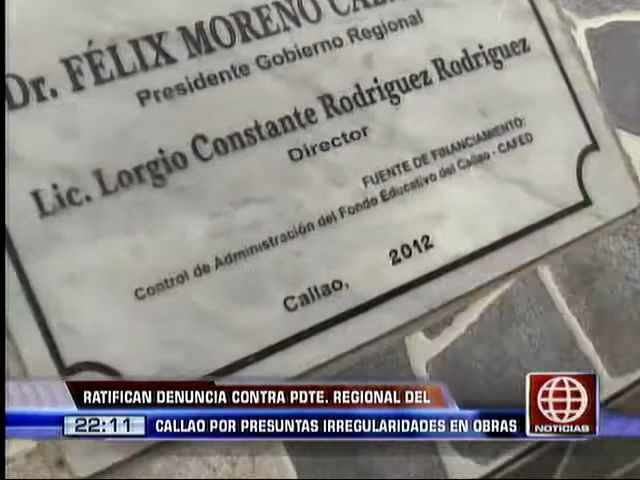 Dr. FÉLIX MORENO
Presidente Gobierno Regional
Lic. Lorgio Constante Rodriguez Rodriguez
Director
FUENTE DE FINANCIAMIENTO:
Control de Administración del Fondo Educativo del Callao - CAFED
Callao, 2012
RATIFICAN DENUNCIA CONTRA PDTE. REGIONAL DEL
22:11 CALLAO POR PRESUNTAS IRREGULARIDADES EN OBRAS
NOTICIAS